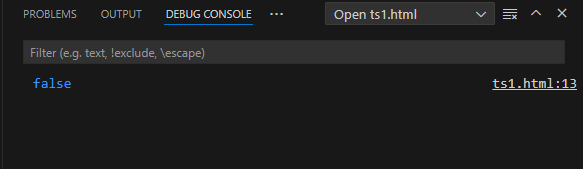 PROBLEMS OUTPUT DEBUG CONSOLE ··· Open ts1.html
Filter (e.g. text, !exclude, \escape)
false ts1.html:13